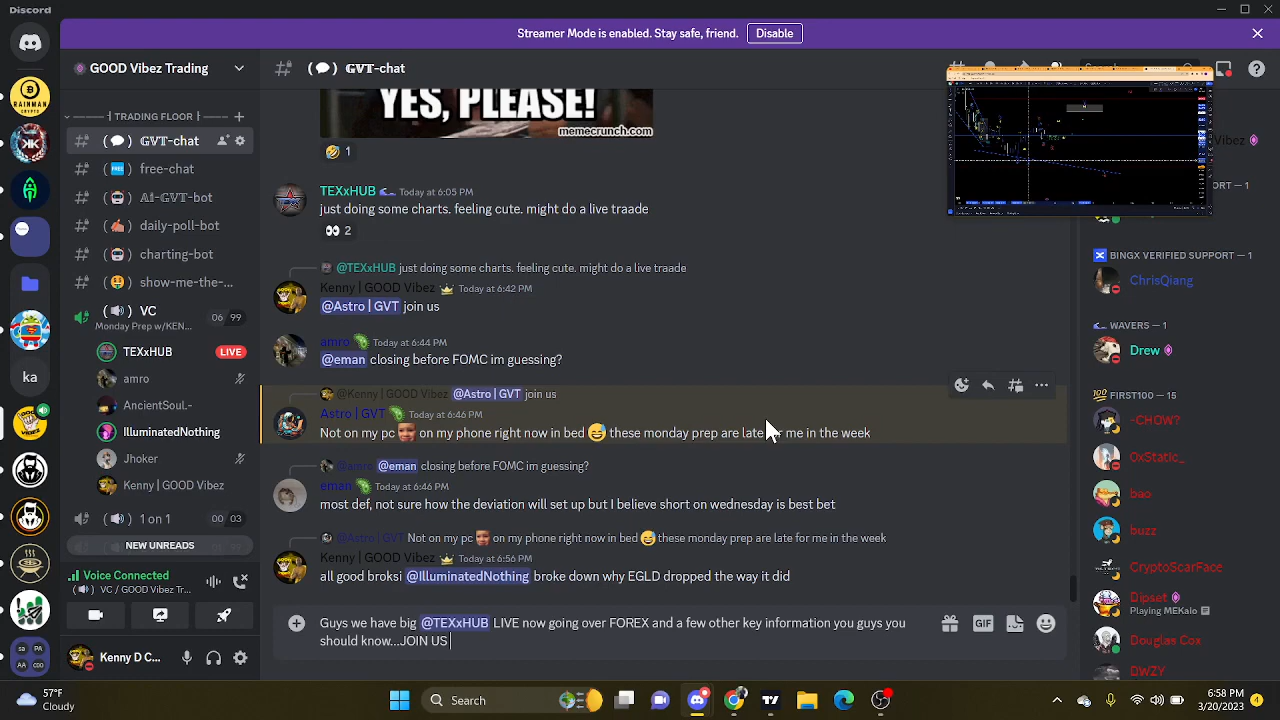 Discord
Streamer Mode is enabled. Stay safe, friend. Disable
GOOD Vibez Trading
T-chat
YES, PLEASE!
memecrunch.com
1
TRADING FLOOR
GVT-chat
free-chat
AI-GVT-bot
daily-poll-bot
charting-bot
show-me-the-...
VC
06 99
Monday Prep w/KEN...
TEXxHUB LIVE
amro
AncientSouL-
IlluminatedNothing
Jhoker
Kenny | GOOD Vibez
1 on 1
00 03
NEW UNREADS
Voice Connected
VC / GOOD Vibez Tr...
Kenny D C...
TEXxHUB Today at 6:05 PM
just doing some charts. feeling cute. might do a live traade
2
@TEXxHUB just doing some charts. feeling cute. might do a live traade
Kenny | GOOD Vibez Today at 6:42 PM
@Astro | GVT join us
amro Today at 6:44 PM
@eman closing before FOMC im guessing?
@Kenny | GOOD Vibez @Astro | GVT join us
Astro | GVT Today at 6:46 PM
Not on my pc on my phone right now in bed these monday prep are late for me in the week
@amro @eman closing before FOMC im guessing?
eman Today at 6:46 PM
most def, not sure on how the deviation will set up but I believe short on wednesday is best bet
on my phone right now in bed these monday prep are late for me in the week
Kenny | GOOD Vibez Today at 6:56 PM
all good broski @IlluminatedNothing broke down why EGLD dropped the way it did
Guys we have big @TEXxHUB LIVE now going over FOREX and a few other key information you guys you
should know...JOIN US
GIF
BINGX VERIFIED SUPPORT — 1
ChrisQiang
WAVERS — 1
Drew
FIRST100 — 15
-CHOW?
0xStatic_
bao
buzz
CryptoScarFace
Dipset
Playing MEKalo
Douglas Cox
DWZY
57°F
Cloudy
Search
6:58 PM
3/20/2023